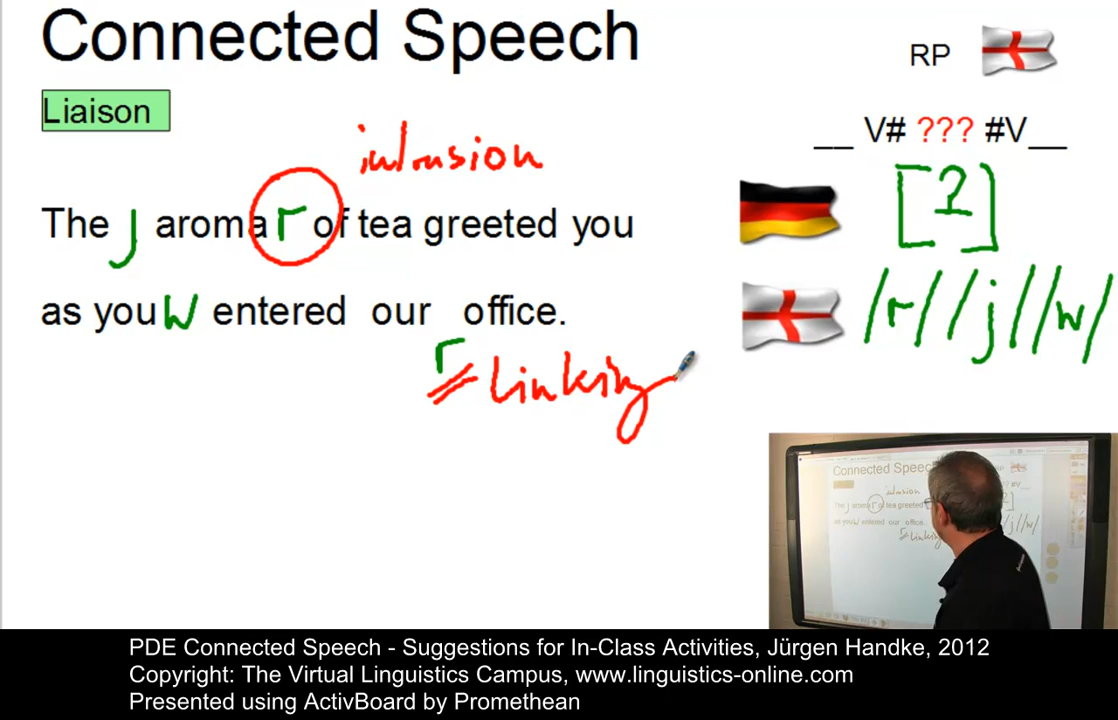 Connected Speech
RP
Liaison
__ V# ??? #V__
intrusion
[ʔ]
The j aroma r of tea greeted you
/r/ /j/ /w/
as you w entered our office.
r = linking
PDE Connected Speech - Suggestions for In-Class Activities, Jürgen Handke, 2012
Copyright: The Virtual Linguistics Campus, www.linguistics-online.com
Presented using ActivBoard by Promethean